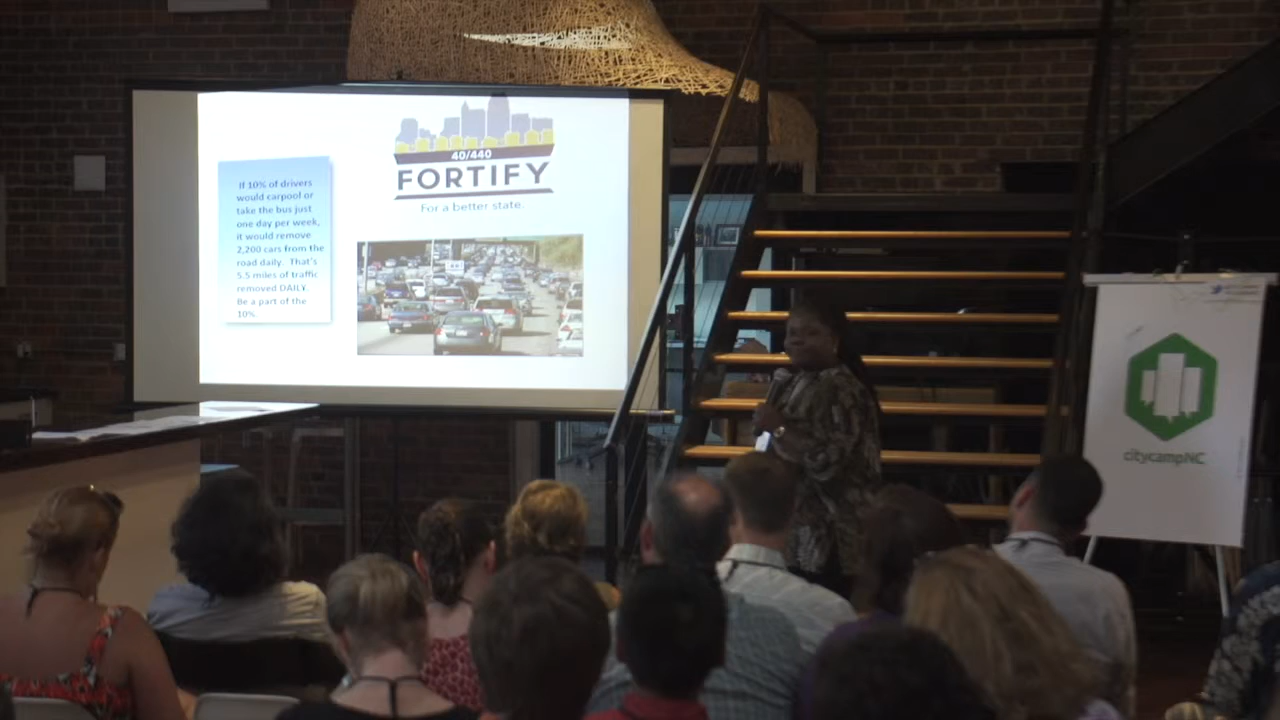 40/440
FORTIFY
For a better state.
If 10% of drivers
would carpool or
take the bus just
one day per week,
it would remove
2,200 cars from the
road daily. That's
5.5 miles of traffic
removed DAILY.
Be a part of the
10%.
citycampNC